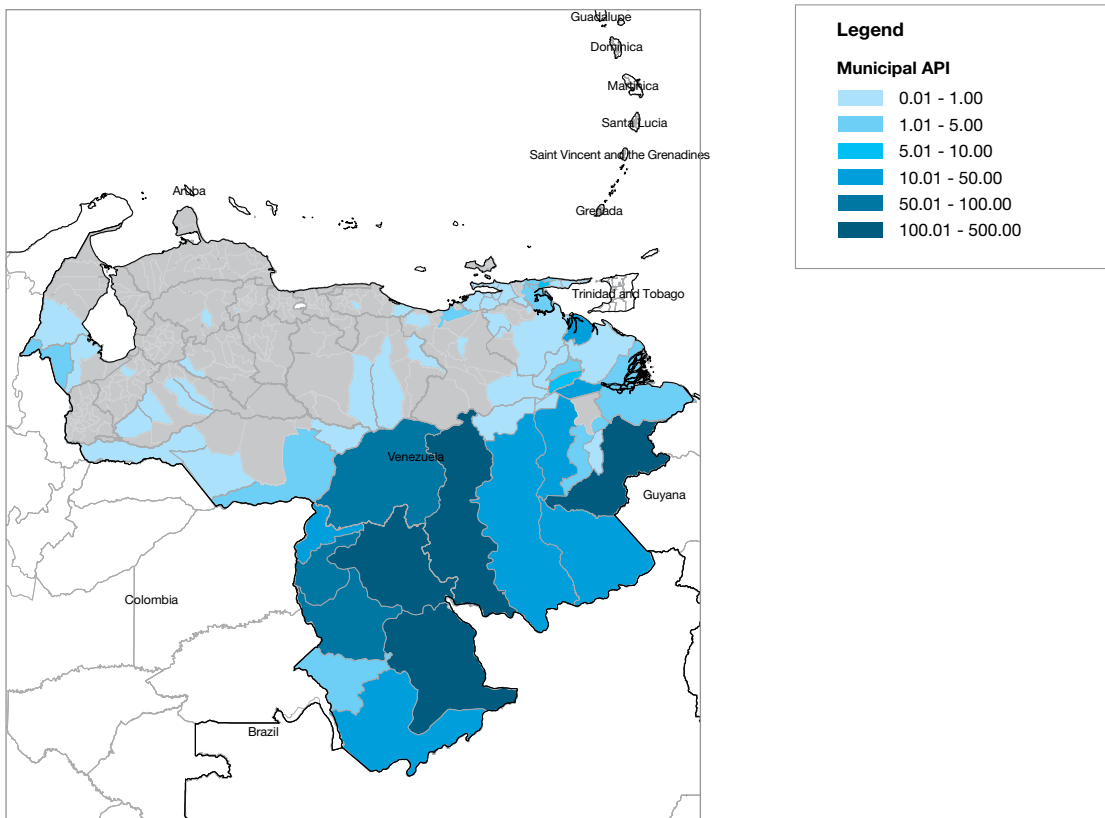 Guadalupe
Dominica
Martinica
Santa Lucia
Saint Vincent and the Grenadines
Aruba
Grenada
Trinidad and Tobago
Venezuela
Guyana
Colombia
Brazil
Legend
Municipal API
0.01 - 1.00
1.01 - 5.00
5.01 - 10.00
10.01 - 50.00
50.01 - 100.00
100.01 - 500.00